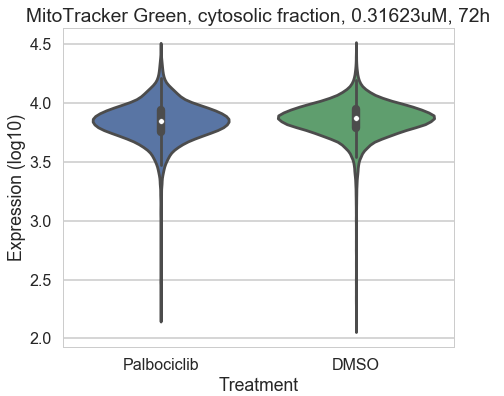 MitoTracker Green, cytosolic fraction, 0.31623uM, 72h
Expression (log10)
4.5
4.0
3.5
3.0
2.5
2.0
Palbociclib DMSO
Treatment